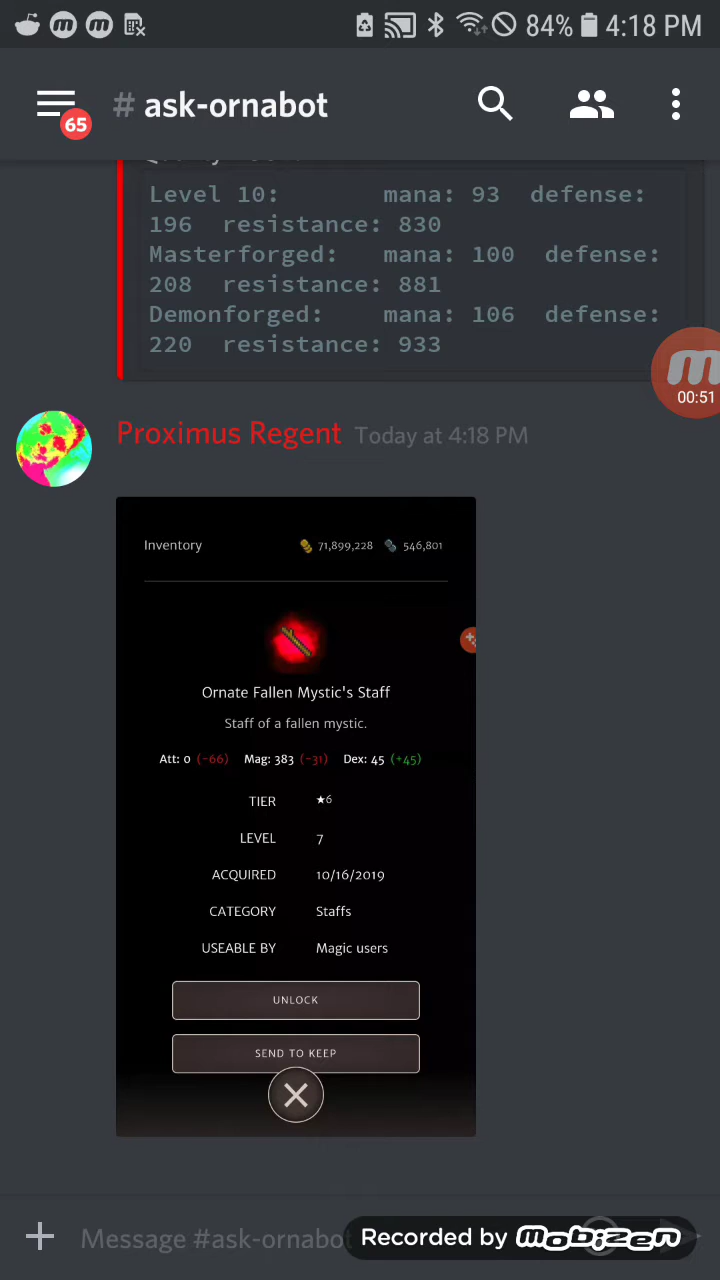 84% 4:18 PM
65
# ask-ornabot
Level 10: mana: 93 defense:
196 resistance: 830
Masterforged: mana: 100 defense:
208 resistance: 881
Demonforged: mana: 106 defense:
220 resistance: 933
00:51
Proximus Regent Today at 4:18 PM
Inventory 71,899,228 546,801
Ornate Fallen Mystic's Staff
Staff of a fallen mystic.
Att: 0 (-66) Mag: 383 (-31) Dex: 45 (+45)
TIER ★6
LEVEL 7
ACQUIRED 10/16/2019
CATEGORY Staffs
USEABLE BY Magic users
UNLOCK
SEND TO KEEP
Message #ask-ornabot
Recorded by mobizen